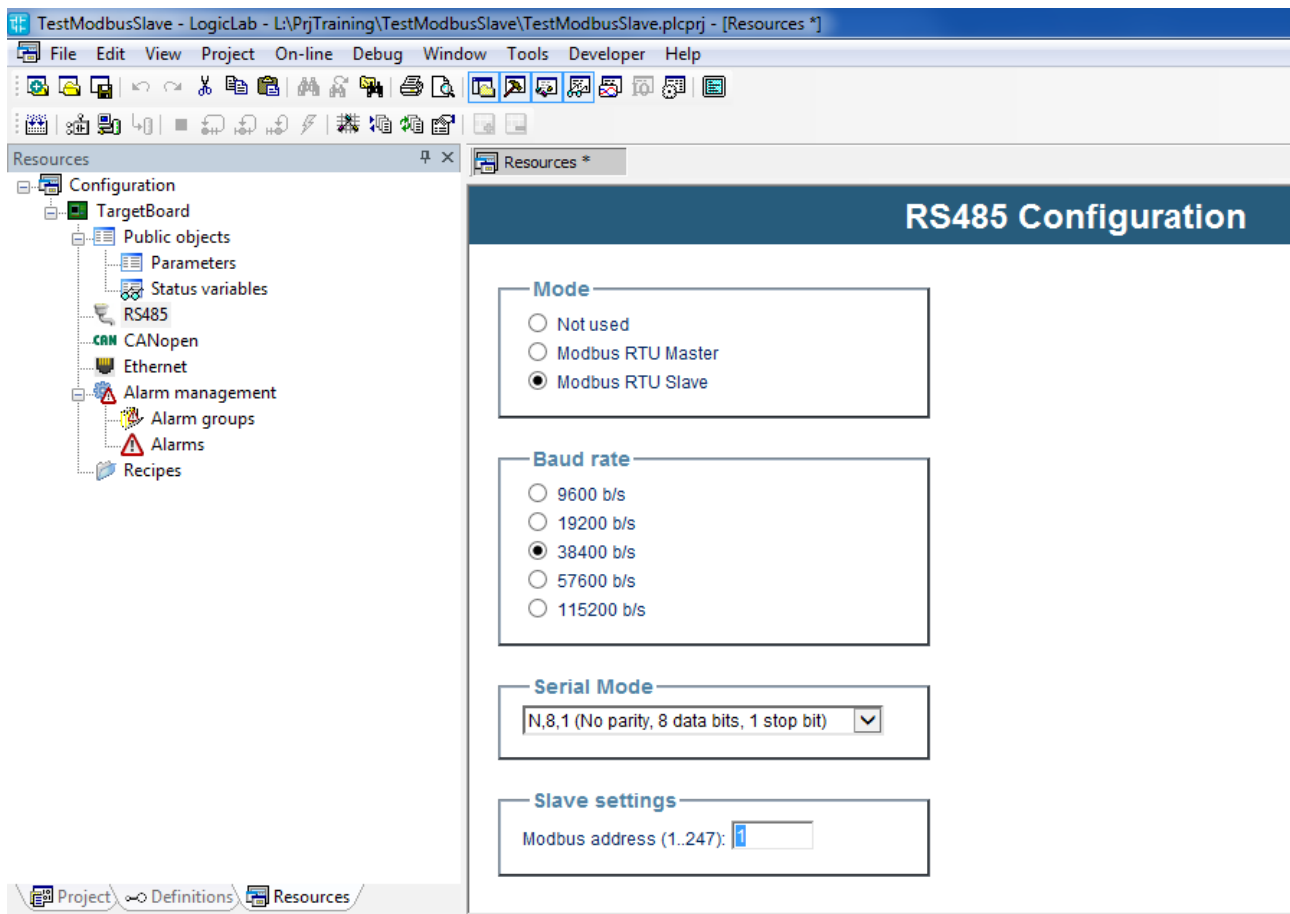 TestModbusSlave - LogicLab - L:\PrjTraining\TestModbusSlave\TestModbusSlave.plcprj - [Resources *]
File Edit View Project On-line Debug Window Tools Developer Help
Resources
Resources *
Configuration
TargetBoard
Public objects
Parameters
Status variables
RS485
CAN CANopen
Ethernet
Alarm management
Alarm groups
Alarms
Recipes
RS485 Configuration
Mode
Not used
Modbus RTU Master
Modbus RTU Slave
Baud rate
9600 b/s
19200 b/s
38400 b/s
57600 b/s
115200 b/s
Serial Mode
N,8,1 (No parity, 8 data bits, 1 stop bit)
Slave settings
Modbus address (1..247): 1
Project Definitions Resources